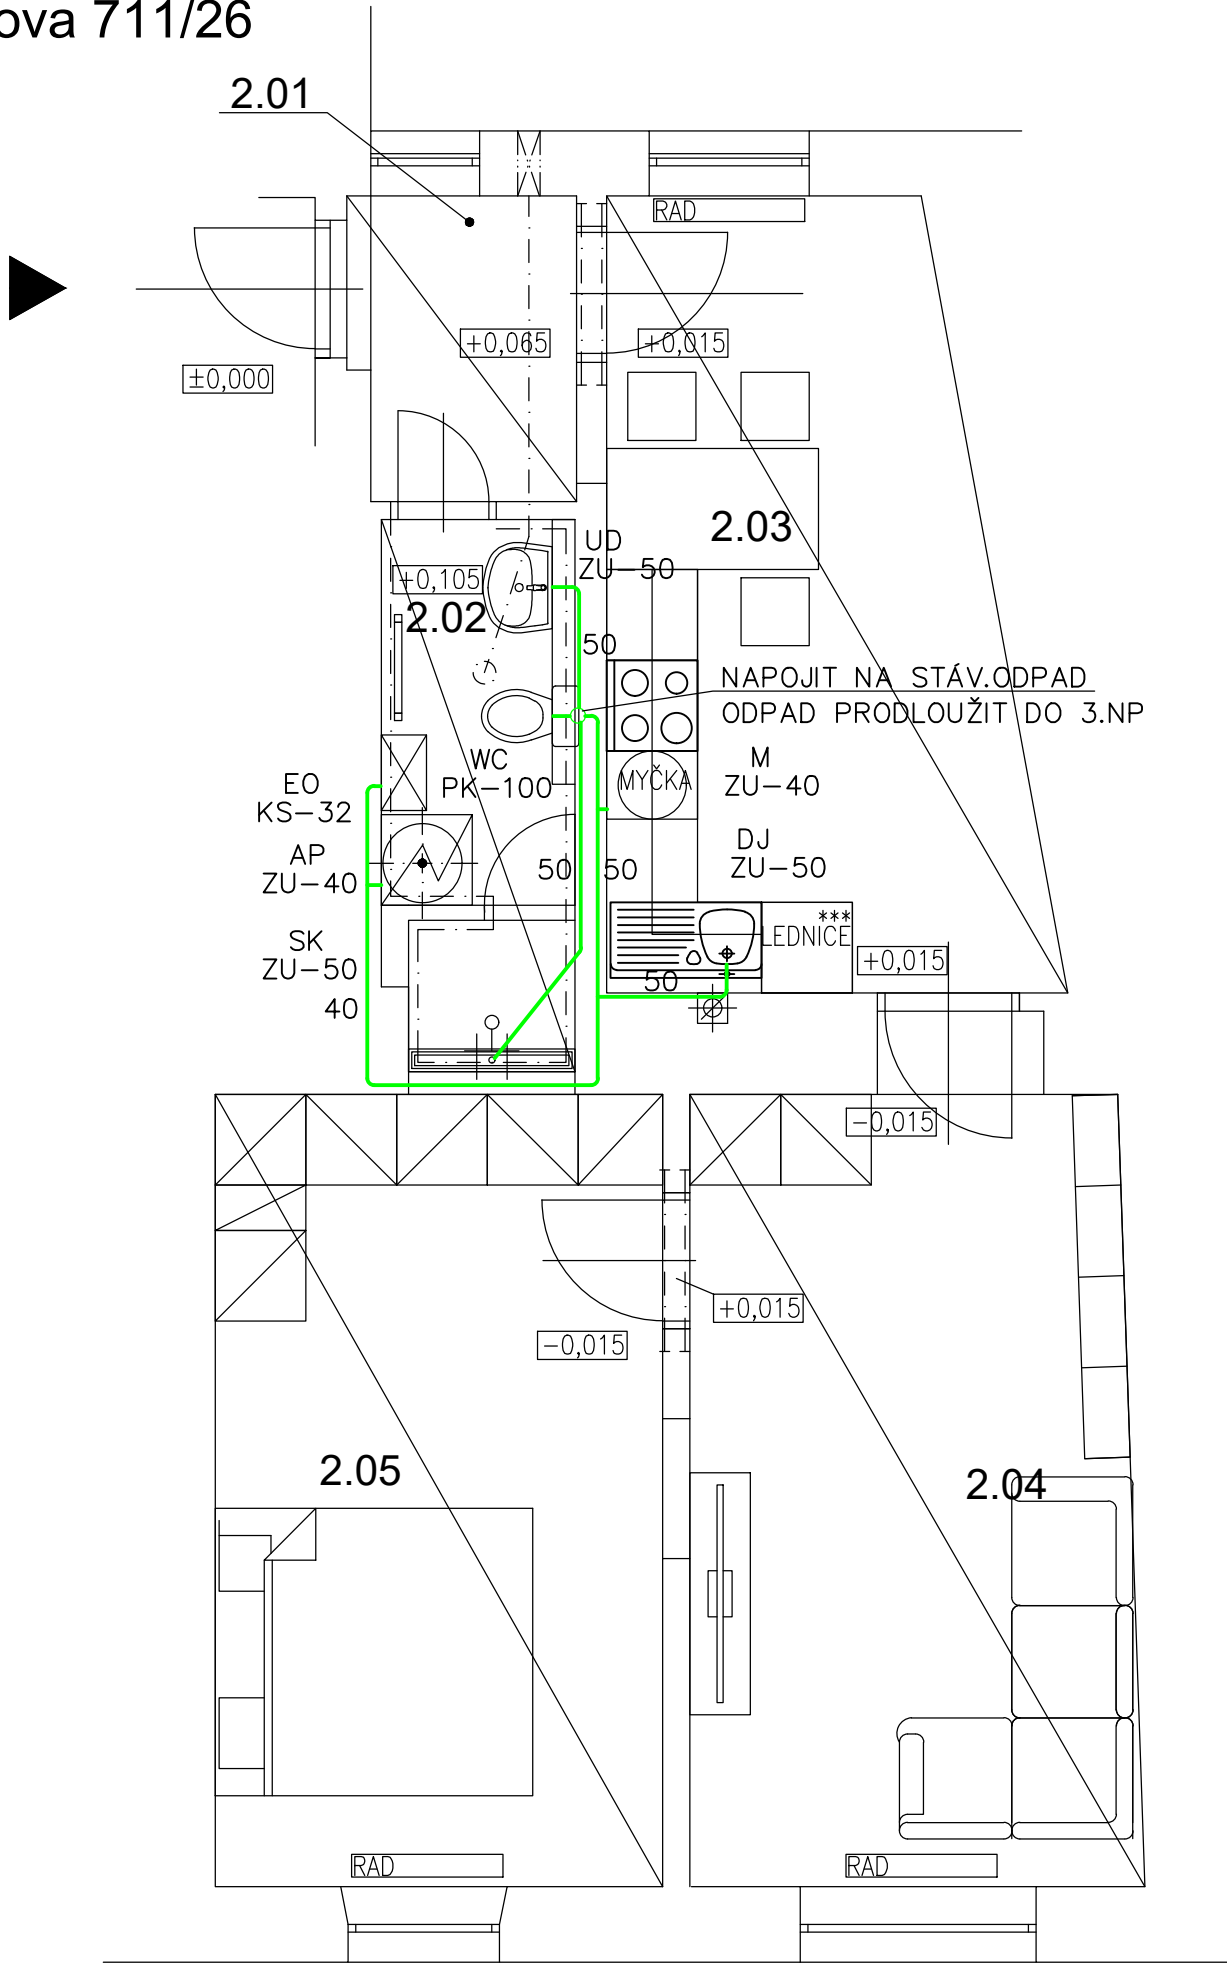 ova 711/26
2.01
RAD
+0,065
+0,015
±0,000
2.03
UD
ZU-50
+0,105
2.02
50
NAPOJIT NA STÁV.ODPAD
ODPAD PRODLOUŽIT DO 3.NP
WC
PK-100
MYČKA
M
ZU-40
EO
KS-32
AP
ZU-40
50
50
DJ
ZU-50
SK
ZU-50
40
***
LEDNICE
+0,015
50
-0,015
+0,015
-0,015
2.05
2.04
RAD
RAD